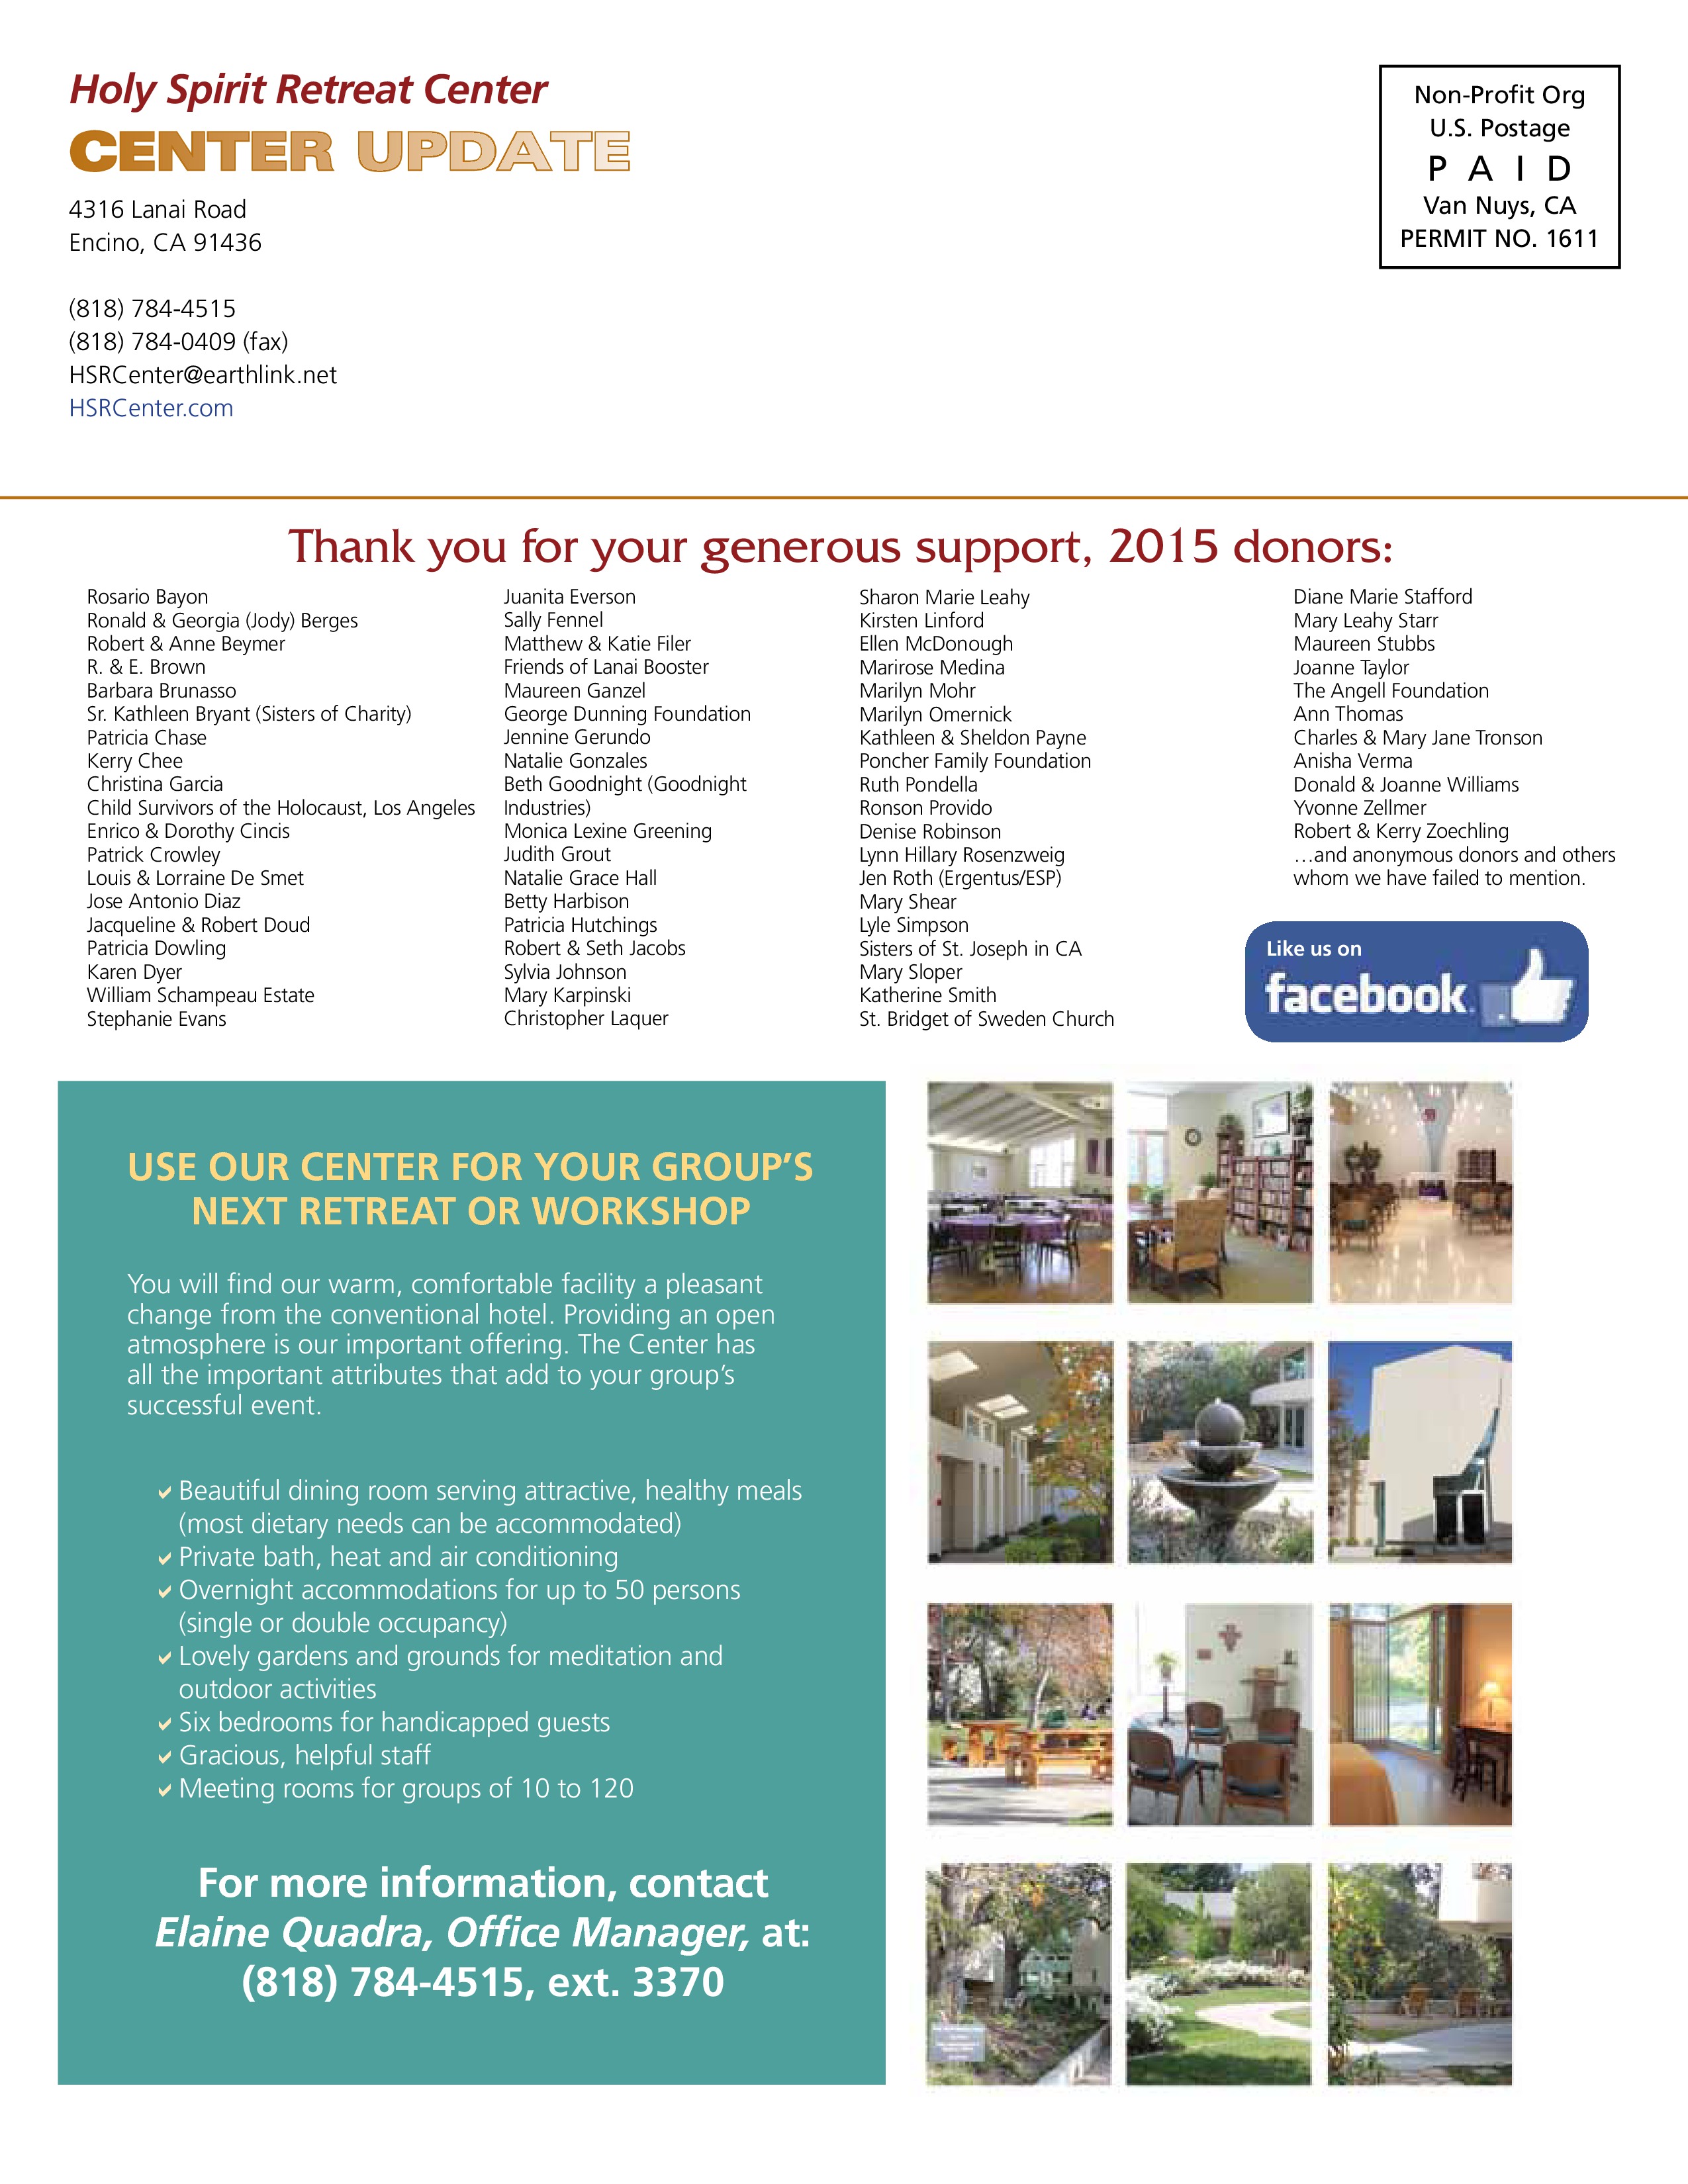 Holy Spirit Retreat Center
CENTER UPDATE
4316 Lanai Road
Encino, CA 91436
(818) 784-4515
(818) 784-0409 (fax)
HSRCenter@earthlink.net
HSRCenter.com
Non-Profit Org
U.S. Postage
P A I D
Van Nuys, CA
PERMIT NO. 1611
Thank you for your generous support, 2015 donors:
Rosario Bayon
Ronald & Georgia (Jody) Berges
Robert & Anne Beymer
R. & E. Brown
Barbara Brunasso
Sr. Kathleen Bryant (Sisters of Charity)
Patricia Chase
Kerry Chee
Christina Garcia
Child Survivors of the Holocaust, Los Angeles
Enrico & Dorothy Cincis
Patrick Crowley
Louis & Lorraine De Smet
Jose Antonio Diaz
Jacqueline & Robert Doud
Patricia Dowling
Karen Dyer
William Schampeau Estate
Stephanie Evans
Juanita Everson
Sally Fennel
Matthew & Katie Filer
Friends of Lanai Booster
Maureen Ganzel
George Dunning Foundation
Jennine Gerundo
Natalie Gonzales
Beth Goodnight (Goodnight
Industries)
Monica Lexine Greening
Judith Grout
Natalie Grace Hall
Betty Harbison
Patricia Hutchings
Robert & Seth Jacobs
Sylvia Johnson
Mary Karpinski
Christopher Laquer
Sharon Marie Leahy
Kirsten Linford
Ellen McDonough
Marirose Medina
Marilyn Mohr
Marilyn Omernick
Kathleen & Sheldon Payne
Poncher Family Foundation
Ruth Pondella
Ronson Provido
Denise Robinson
Lynn Hillary Rosenzweig
Jen Roth (Ergentus/ESP)
Mary Shear
Lyle Simpson
Sisters of St. Joseph in CA
Mary Sloper
Katherine Smith
St. Bridget of Sweden Church
Diane Marie Stafford
Mary Leahy Starr
Maureen Stubbs
Joanne Taylor
The Angell Foundation
Ann Thomas
Charles & Mary Jane Tronson
Anisha Verma
Donald & Joanne Williams
Yvonne Zellmer
Robert & Kerry Zoechling
…and anonymous donors and others
whom we have failed to mention.
Like us on
facebook
USE OUR CENTER FOR YOUR GROUP’S
NEXT RETREAT OR WORKSHOP
You will find our warm, comfortable facility a pleasant
change from the conventional hotel. Providing an open
atmosphere is our important offering. The Center has
all the important attributes that add to your group’s
successful event.
Beautiful dining room serving attractive, healthy meals
(most dietary needs can be accommodated)
Private bath, heat and air conditioning
Overnight accommodations for up to 50 persons
(single or double occupancy)
Lovely gardens and grounds for meditation and
outdoor activities
Six bedrooms for handicapped guests
Gracious, helpful staff
Meeting rooms for groups of 10 to 120
For more information, contact
Elaine Quadra, Office Manager, at:
(818) 784-4515, ext. 3370